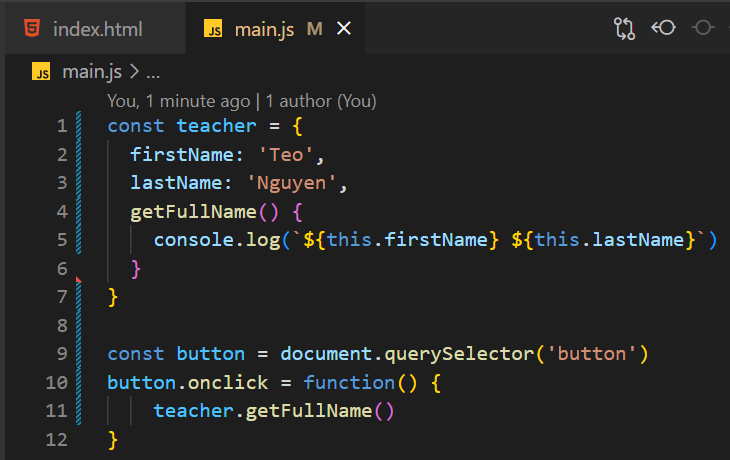 index.html
main.js M
JS main.js > ...
You, 1 minute ago | 1 author (You)
1 const teacher = {
2   firstName: 'Teo',
3   lastName: 'Nguyen',
4   getFullName() {
5     console.log(`${this.firstName} ${this.lastName}`)
6   }
7 }
8
9 const button = document.querySelector('button')
10 button.onclick = function() {
11     teacher.getFullName()
12 }